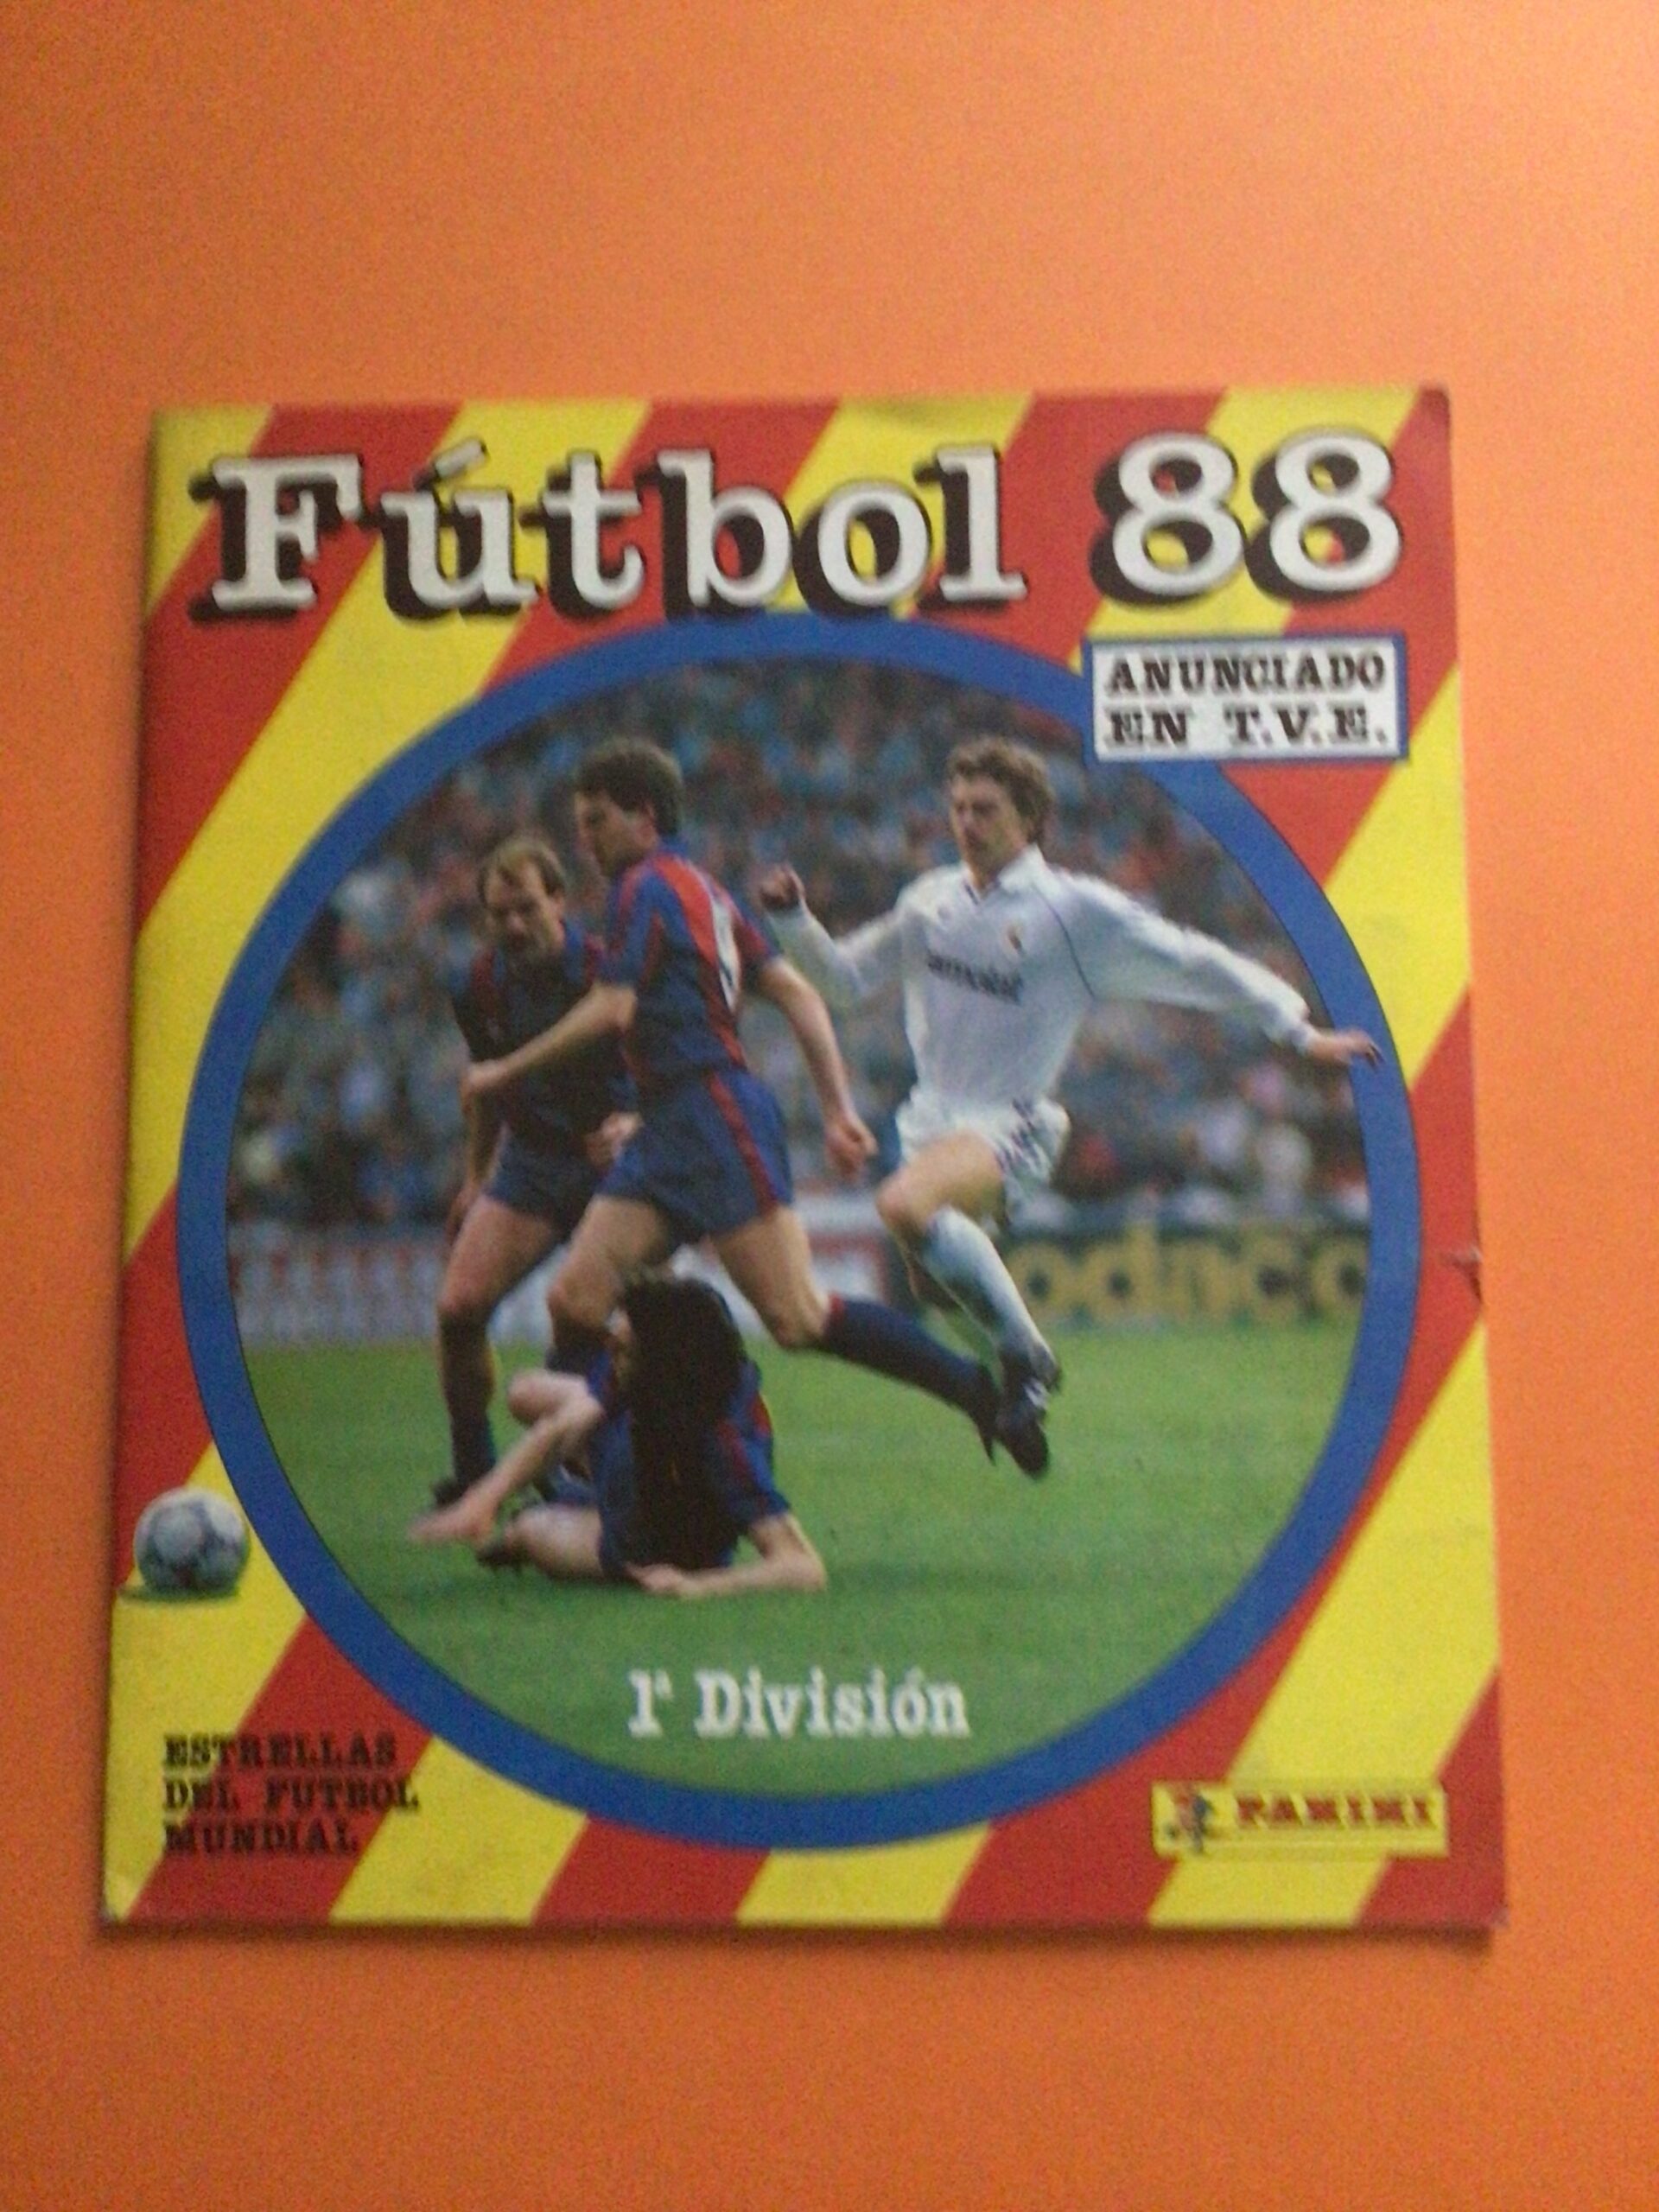 Fútbol 88
ANUNCIADO
EN T.V.E.
1ª División
ESTRELLAS
DEL FUTBOL
MUNDIAL
PANINI